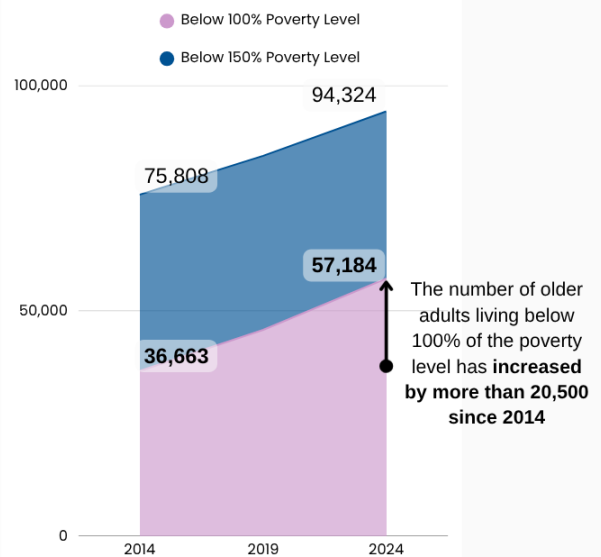 Below 100% Poverty Level
Below 150% Poverty Level
100,000
94,324
75,808
57,184
50,000
36,663
The number of older
adults living below
100% of the poverty
level has increased
by more than 20,500
since 2014
0
2014
2019
2024